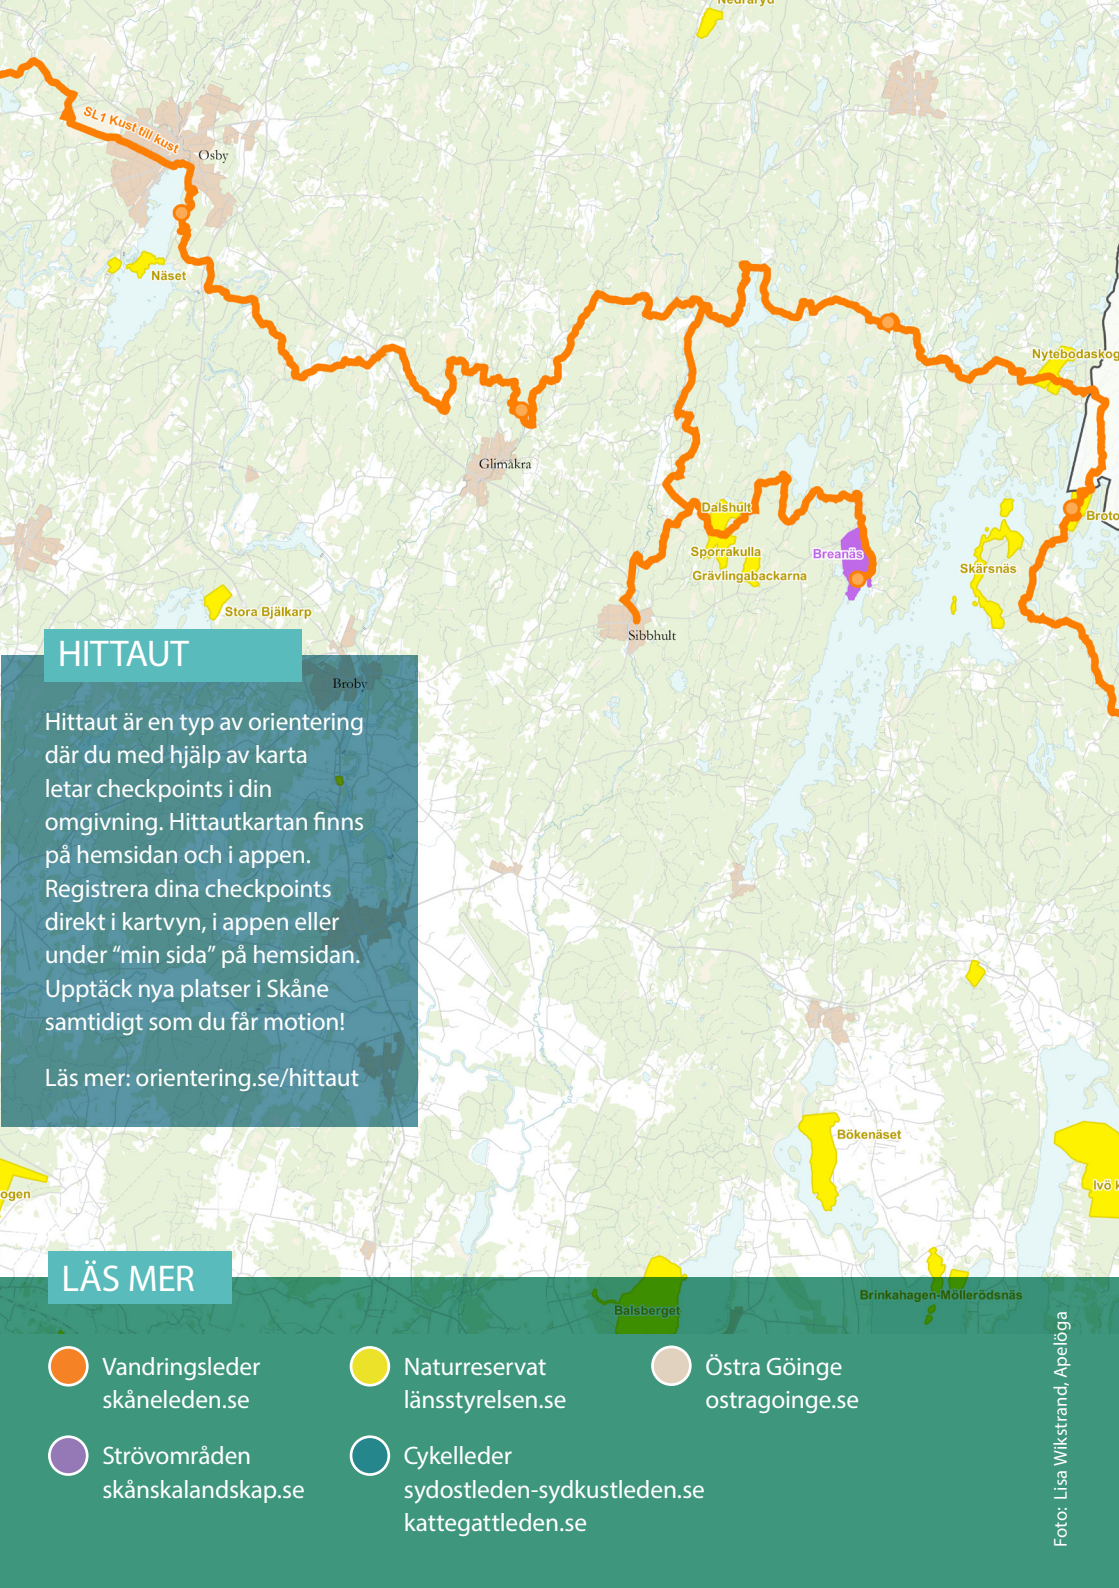 Nedraryd
SL1 Kust till kust
Osby
Näset
Nytebodaskog
Glimåkra
Dalshult
Broto
Sporrakulla
Breanäs
Grävlingabackarna
Skärsnäs
Stora Bjälkarp
Sibbhult
HITTAUT
Broby
Hittaut är en typ av orientering
där du med hjälp av karta
letar checkpoints i din
omgivning. Hittautkartan finns
på hemsidan och i appen.
Registrera dina checkpoints
direkt i kartvyn, i appen eller
under “min sida” på hemsidan.
Upptäck nya platser i Skåne
samtidigt som du får motion!
Läs mer: orientering.se/hittaut
Bökenäset
Ivö k
ogen
LÄS MER
Brinkahagen-Möllerödsnäs
Balsberget
Vandringsleder
skåneleden.se
Strövområden
skånskalandskap.se
Naturreservat
länsstyrelsen.se
Cykelleder
sydostleden-sydkustleden.se
kattegattleden.se
Östra Göinge
ostragoinge.se
Foto: Lisa Wikstrand, Apelöga